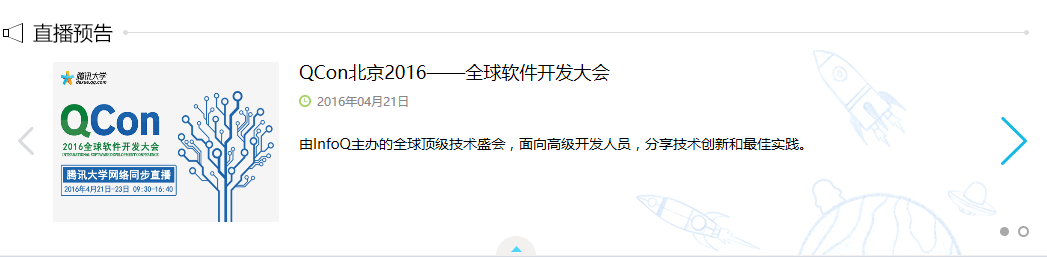 直播预告
腾讯大学
daxue.qq.com
QCon
2016全球软件开发大会
INTERNATIONAL SOFTWARE DEVELOPMENT CONFERENCE
腾讯大学网络同步直播
2016年4月21日-23日 09:30-16:40
QCon北京2016——全球软件开发大会
2016年04月21日
由InfoQ主办的全球顶级技术盛会，面向高级开发人员，分享技术创新和最佳实践。